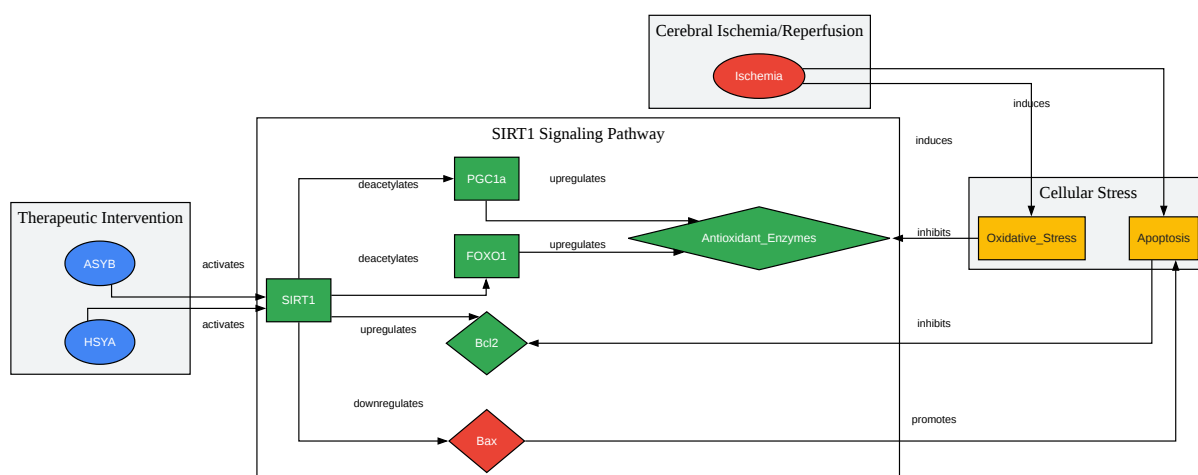 Cerebral Ischemia/Reperfusion
Ischemia
induces
induces
SIRT1 Signaling Pathway
PGC1a
deacetylates
upregulates
Cellular Stress
Therapeutic Intervention
ASYB
activates
HSYA
activates
SIRT1
deacetylates
FOXO1
upregulates
Antioxidant_Enzymes
inhibits
Oxidative_Stress
Apoptosis
upregulates
Bcl2
inhibits
downregulates
Bax
promotes